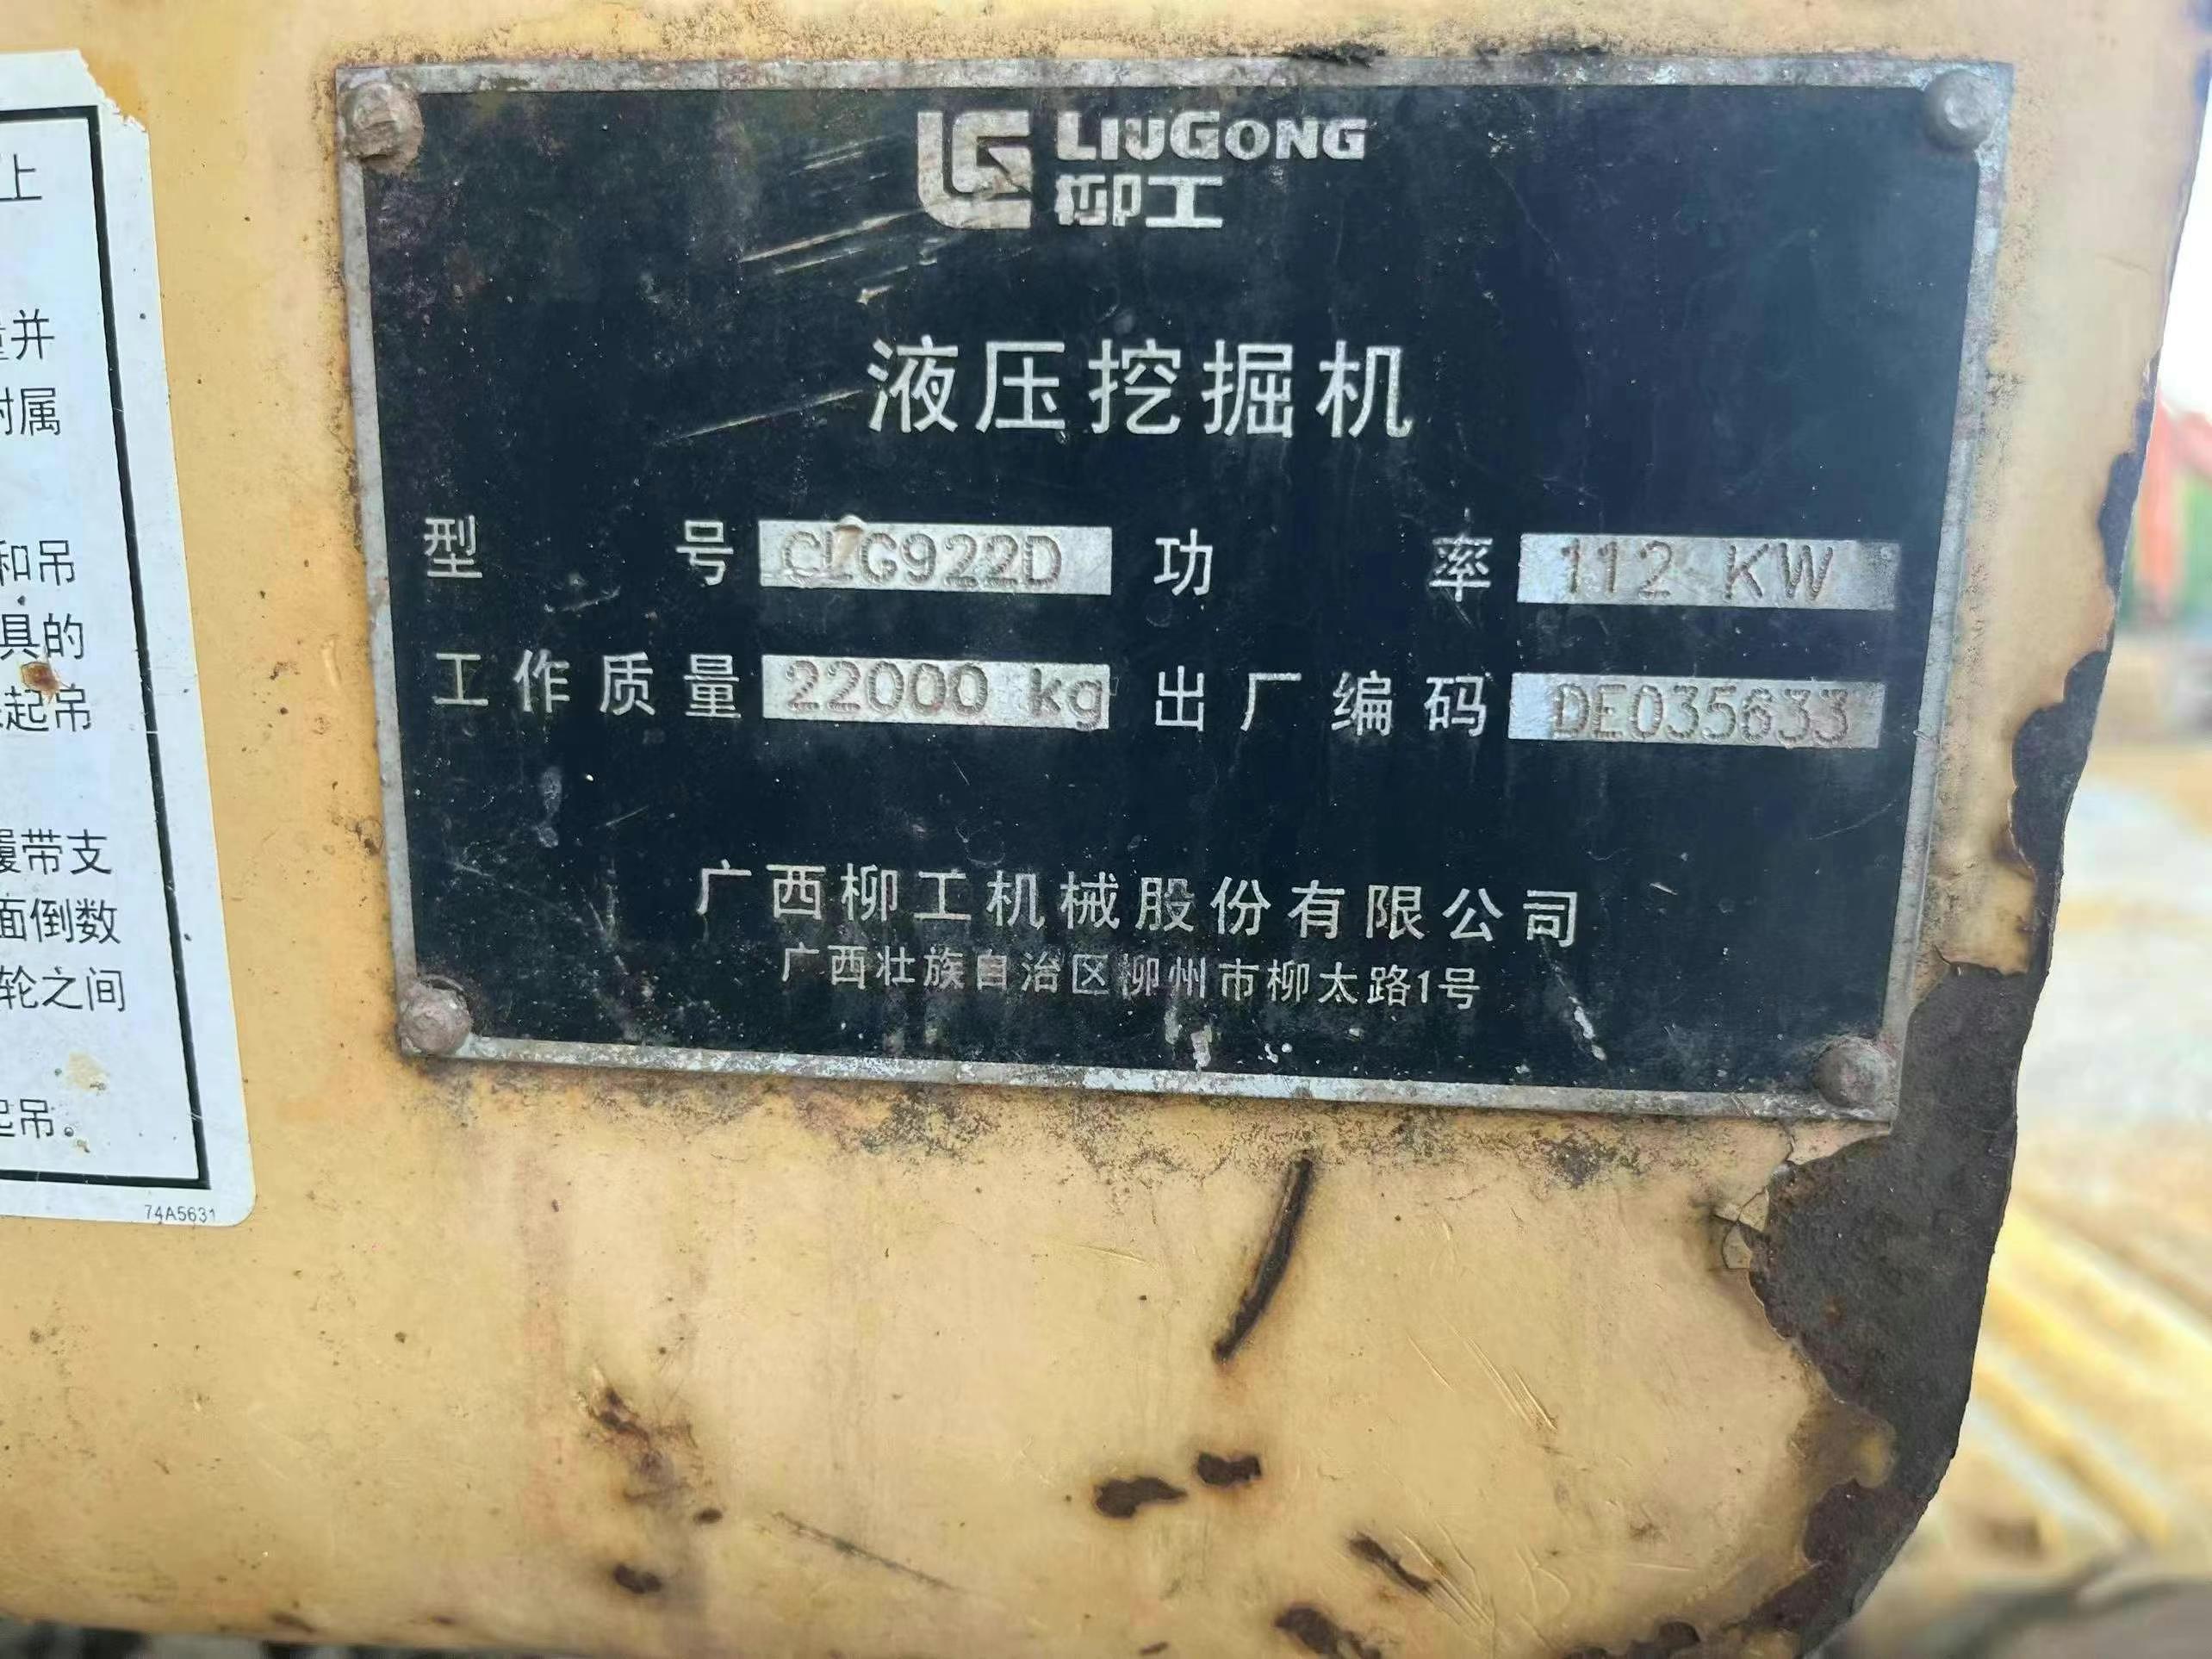 上
并
附属
和吊
具的
起吊
履带支
面倒数
轮之间
起吊。
74A5631
LG LIUGONG
柳工
液压挖掘机
型号 CLG922D 功率 112 KW
工作质量 22000 kg 出厂编码 DE035633
广西柳工机械股份有限公司
广西壮族自治区柳州市柳太路1号